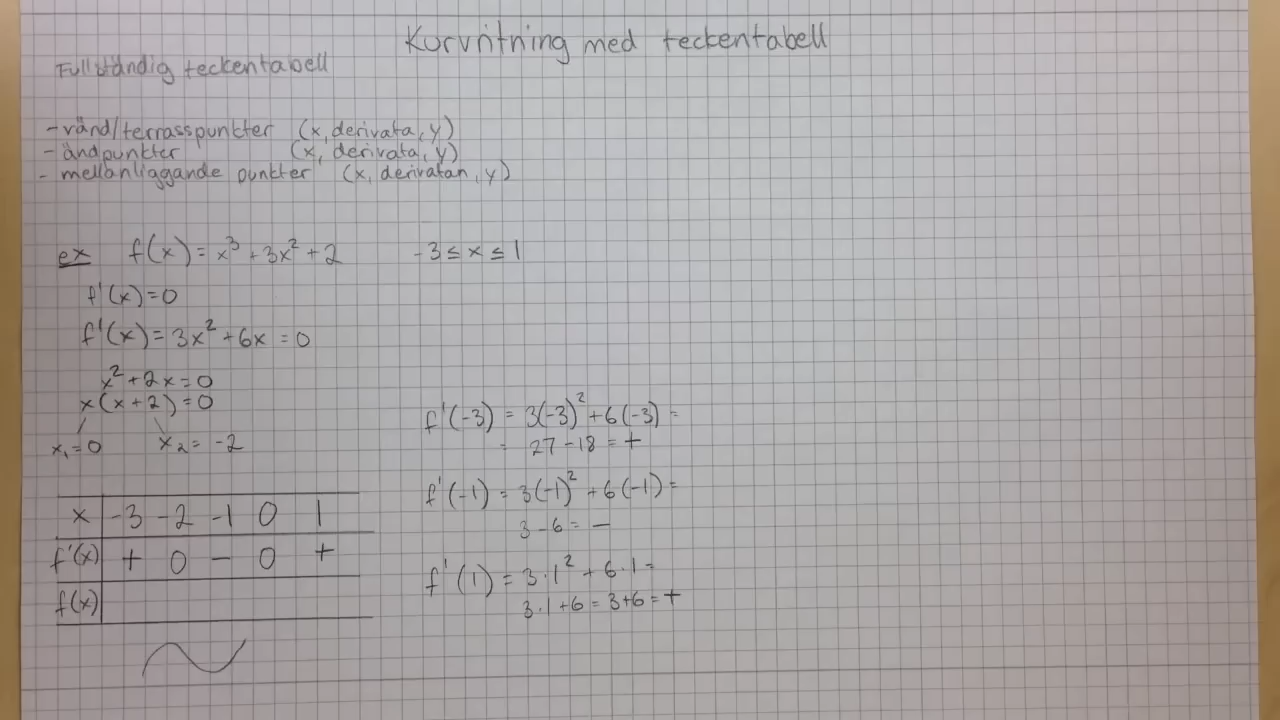 Kurvritning med teckentabell
Fullständig teckentabell
- vänd/terrasspunkter (x, derivata, y)
- ändpunkter (x, derivata, y)
- mellanliggande punkter (x, derivatan, y)
ex f(x) = x³ + 3x² + 2 -3 ≤ x ≤ 1
f'(x) = 0
f'(x) = 3x² + 6x = 0
x² + 2x = 0
x(x+2) = 0
x₁ = 0 x₂ = -2
f'(-3) = 3(-3)² + 6(-3) =
= 27 - 18 = +
f'(-1) = 3(-1)² + 6(-1) =
3 - 6 = -
f'(1) = 3·1² + 6·1 =
3·1 + 6 = 3+6 = +
x -3 -2 -1 0 1
f'(x) + 0 - 0 +
f(x)